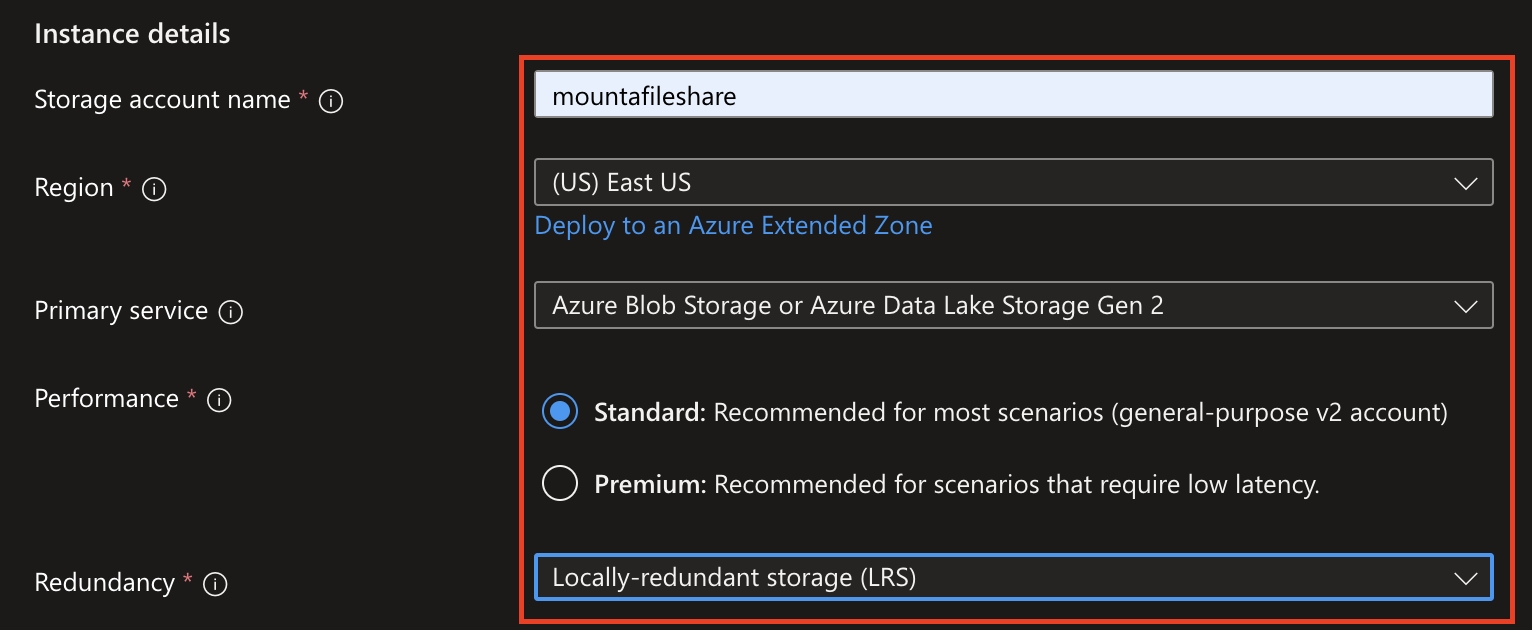 Instance details
Storage account name *
mountafileshare
Region *
(US) East US
Deploy to an Azure Extended Zone
Primary service
Azure Blob Storage or Azure Data Lake Storage Gen 2
Performance *
Standard: Recommended for most scenarios (general-purpose v2 account)
Premium: Recommended for scenarios that require low latency.
Redundancy *
Locally-redundant storage (LRS)